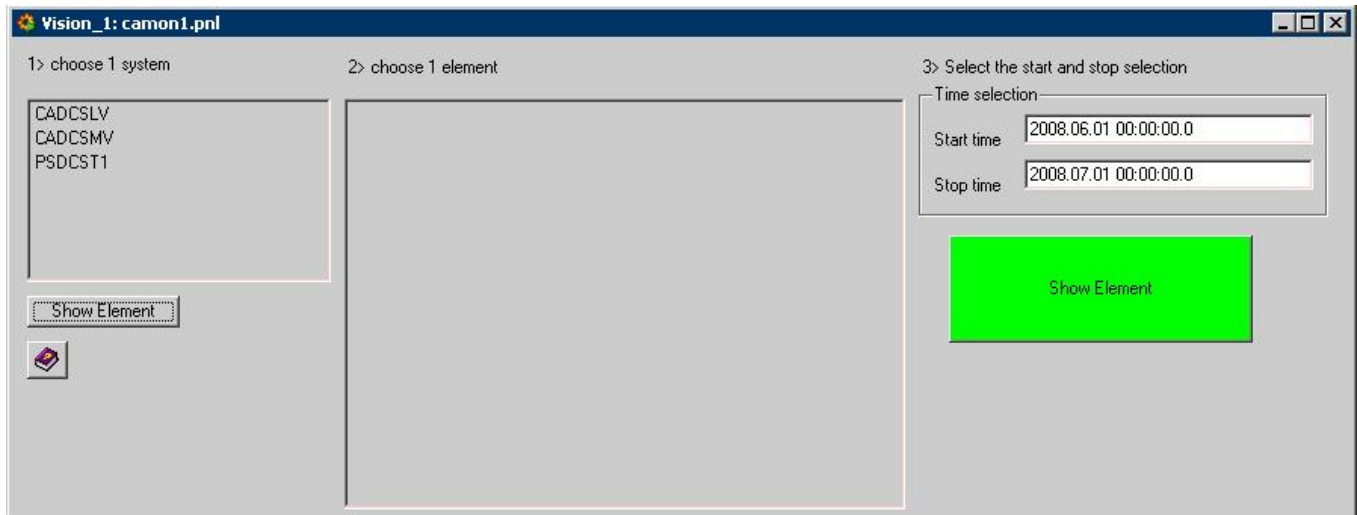 Vision_1: camon1.pnl
1> choose 1 system
CADCSLV
CADCSMV
PSDCST1
Show Element
2> choose 1 element
3> Select the start and stop selection
Time selection
Start time 2008.06.01 00:00:00.0
Stop time 2008.07.01 00:00:00.0
Show Element